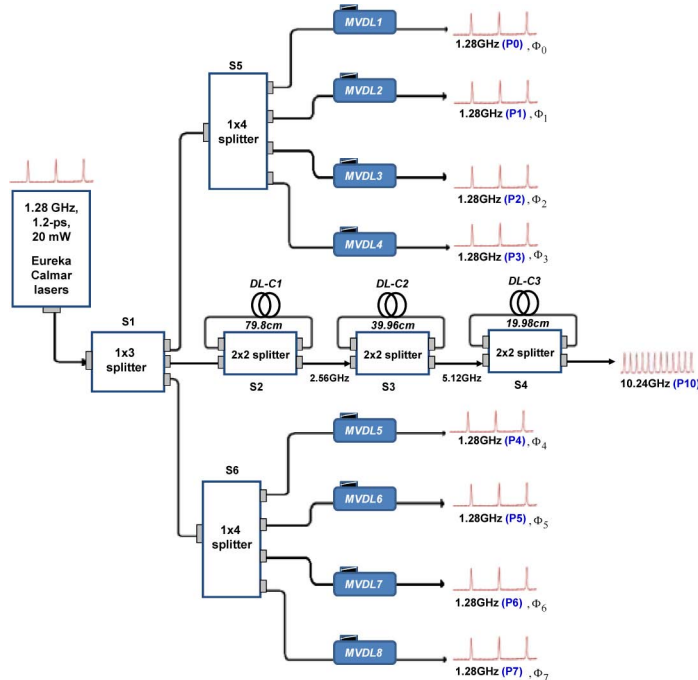 MVDL1
1.28GHz (P0) , Φ0
S5
MVDL2
1x4
splitter
1.28GHz (P1) , Φ1
MVDL3
1.28GHz (P2) , Φ2
1.28 GHz,
1.2-ps,
20 mW
Eureka
Calmar
lasers
MVDL4
1.28GHz (P3) , Φ3
DL-C1
DL-C2
DL-C3
S1
79.8cm
39.96cm
19.98cm
1x3
splitter
2x2 splitter
2x2 splitter
2x2 splitter
S2
2.56GHz
S3
5.12GHz
S4
10.24GHz (P10)
MVDL5
1.28GHz (P4) , Φ4
S6
MVDL6
1x4
splitter
1.28GHz (P5) , Φ5
MVDL7
1.28GHz (P6) , Φ6
MVDL8
1.28GHz (P7) , Φ7